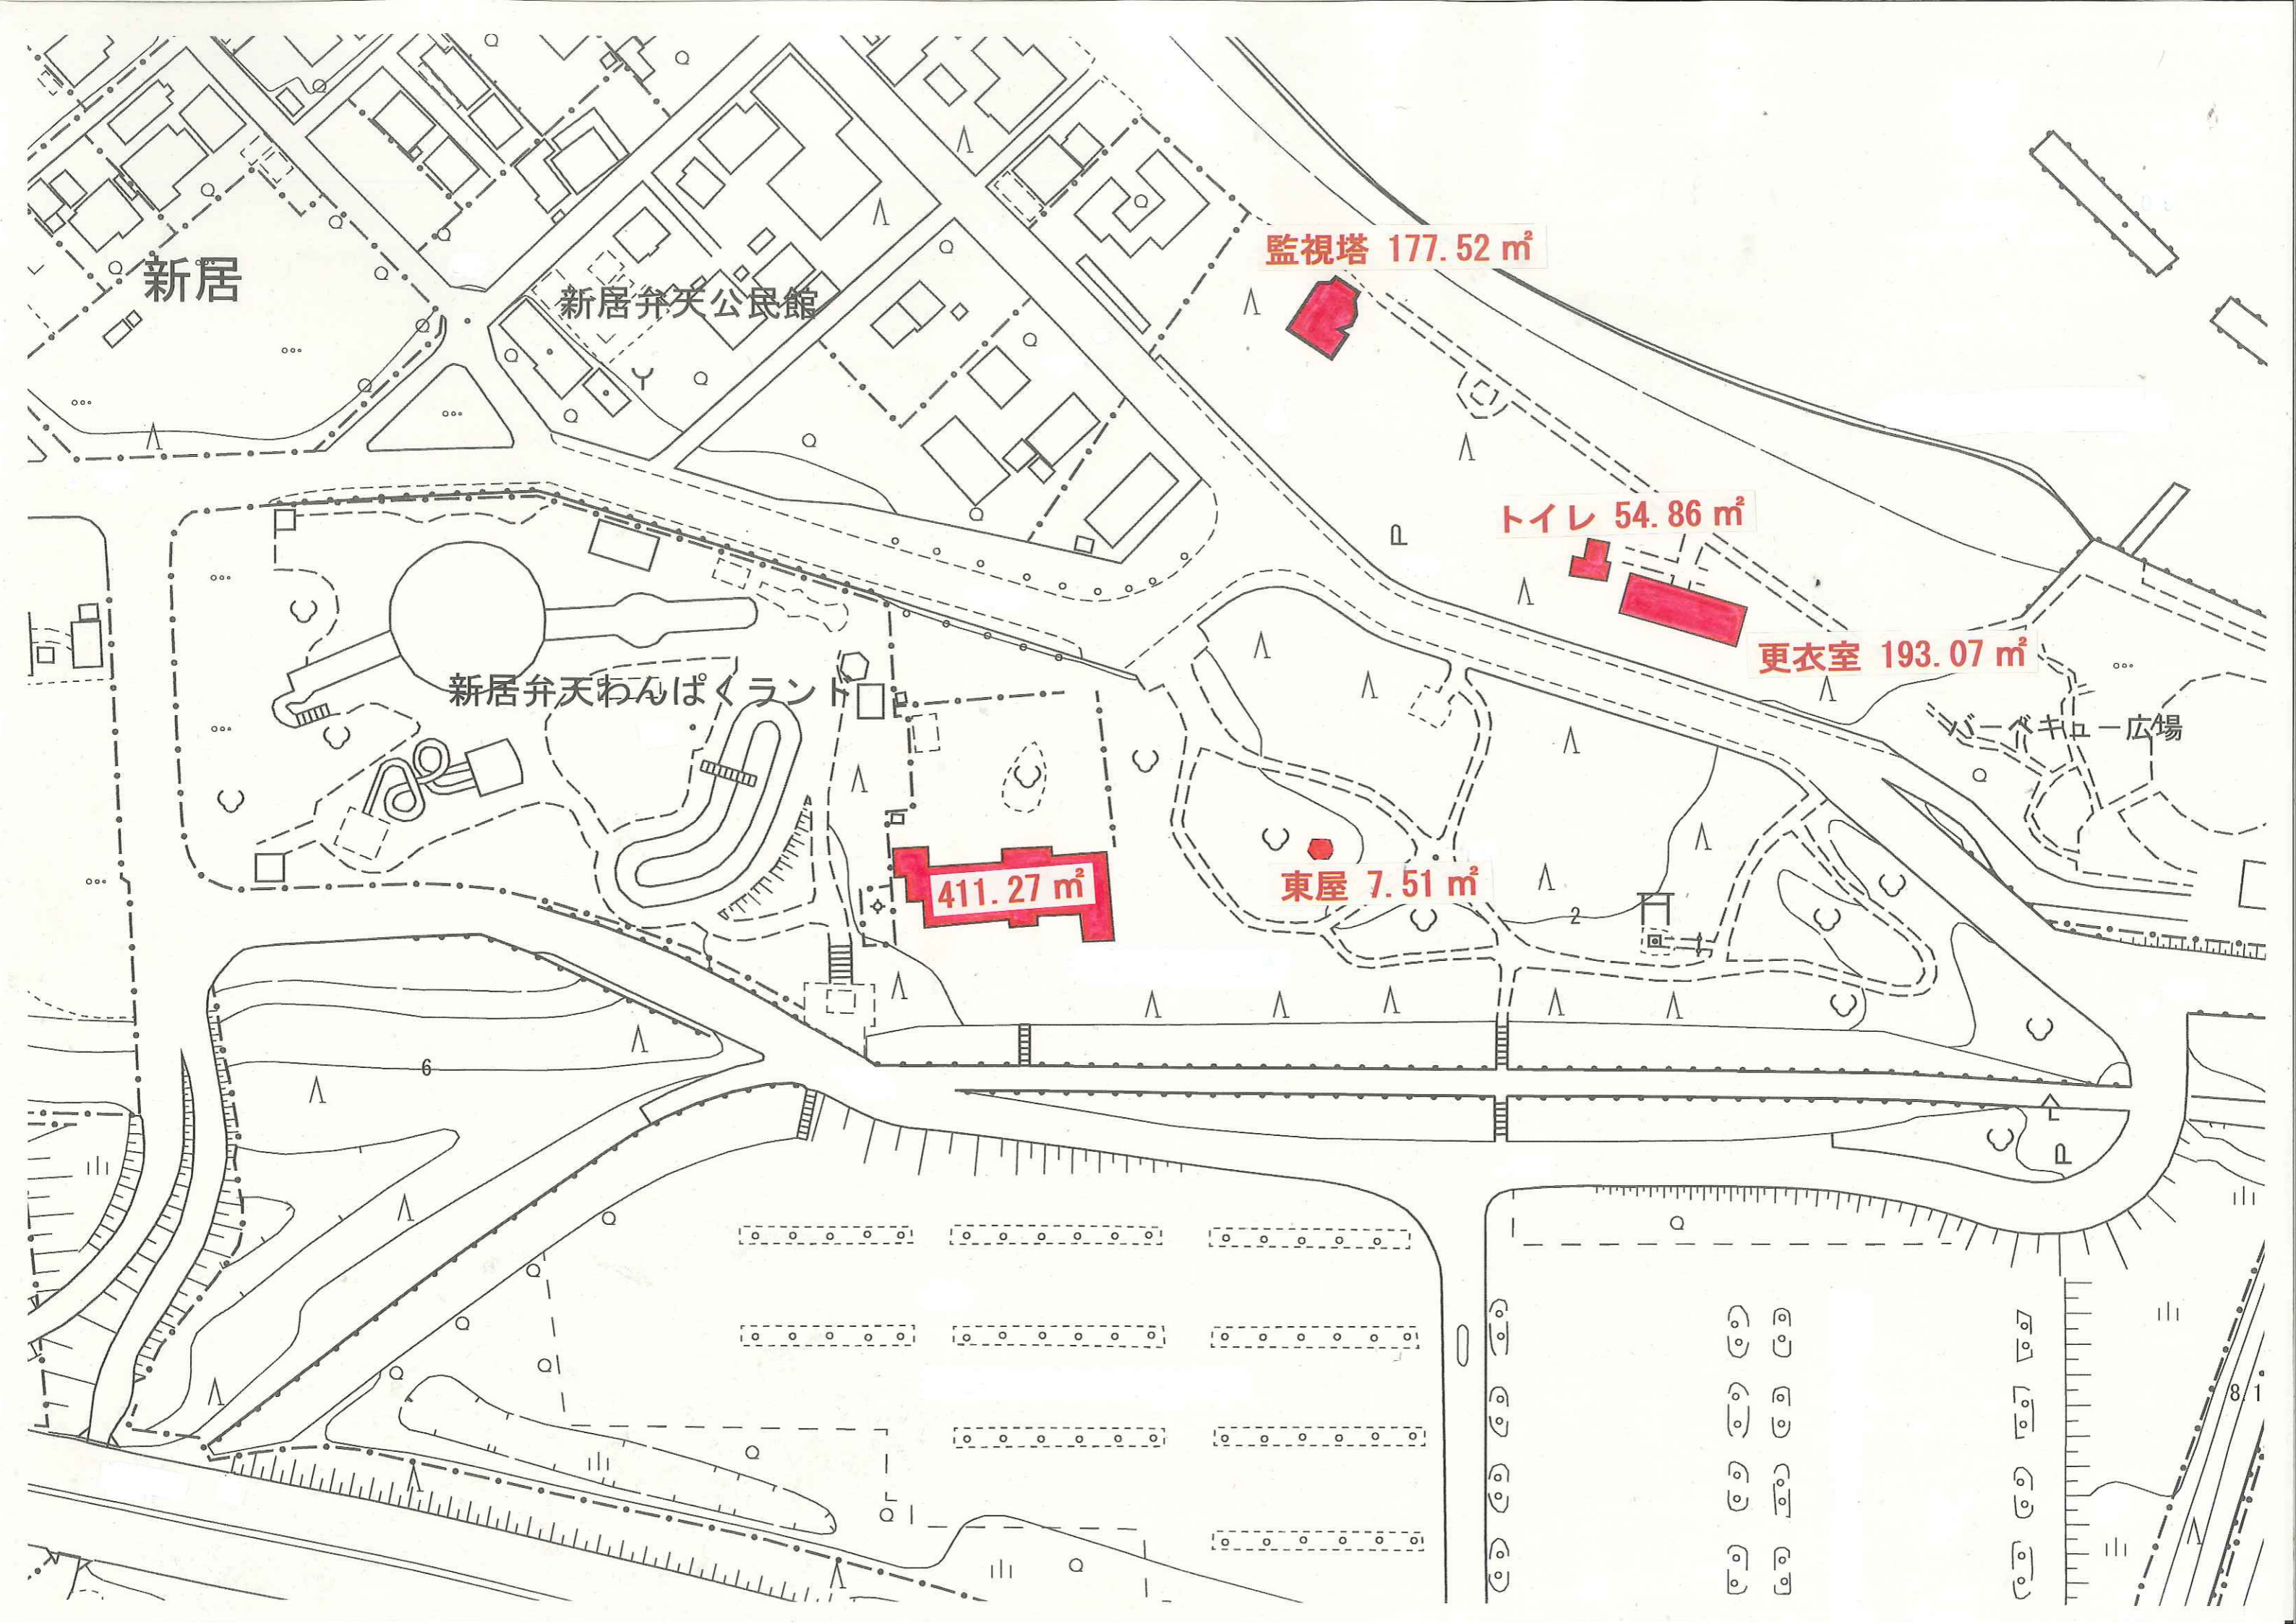 監視塔 177.52 ㎡
新居
新居弁天公民館
トイレ 54.86 ㎡
P
更衣室 193.07 ㎡
新居弁天わんぱくランド
バーベキュー広場
411.27 ㎡
東屋 7.51 ㎡
2
6
P
8.1